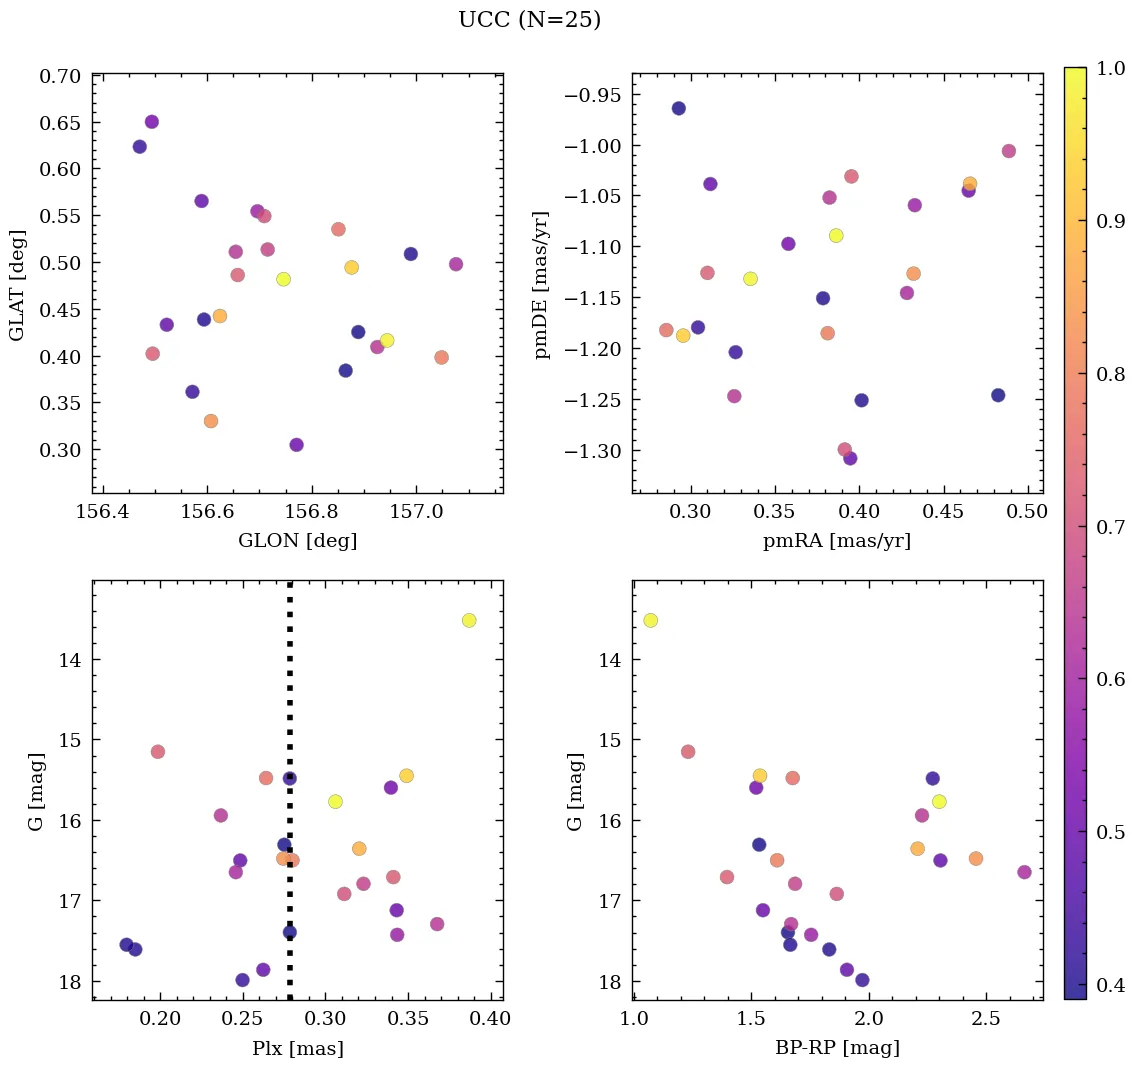 UCC (N=25)
0.70
0.65
0.60
0.55
0.50
0.45
0.40
0.35
0.30
GLAT [deg]
156.4 156.6 156.8 157.0
GLON [deg]
−0.95
−1.00
−1.05
−1.10
−1.15
−1.20
−1.25
−1.30
pmDE [mas/yr]
0.30 0.35 0.40 0.45 0.50
pmRA [mas/yr]
1.0
0.9
0.8
0.7
0.6
0.5
0.4
14
15
16
17
18
G [mag]
0.20 0.25 0.30 0.35 0.40
Plx [mas]
14
15
16
17
18
G [mag]
1.0 1.5 2.0 2.5
BP-RP [mag]